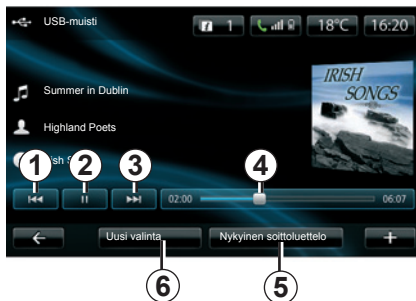 USB-muisti
1
18°C
16:20
IRISH
SONGS
Summer in Dublin
Highland Poets
1
2
3
4
02:00
06:07
Uusi valinta
Nykyinen soittoluettelo
6
5